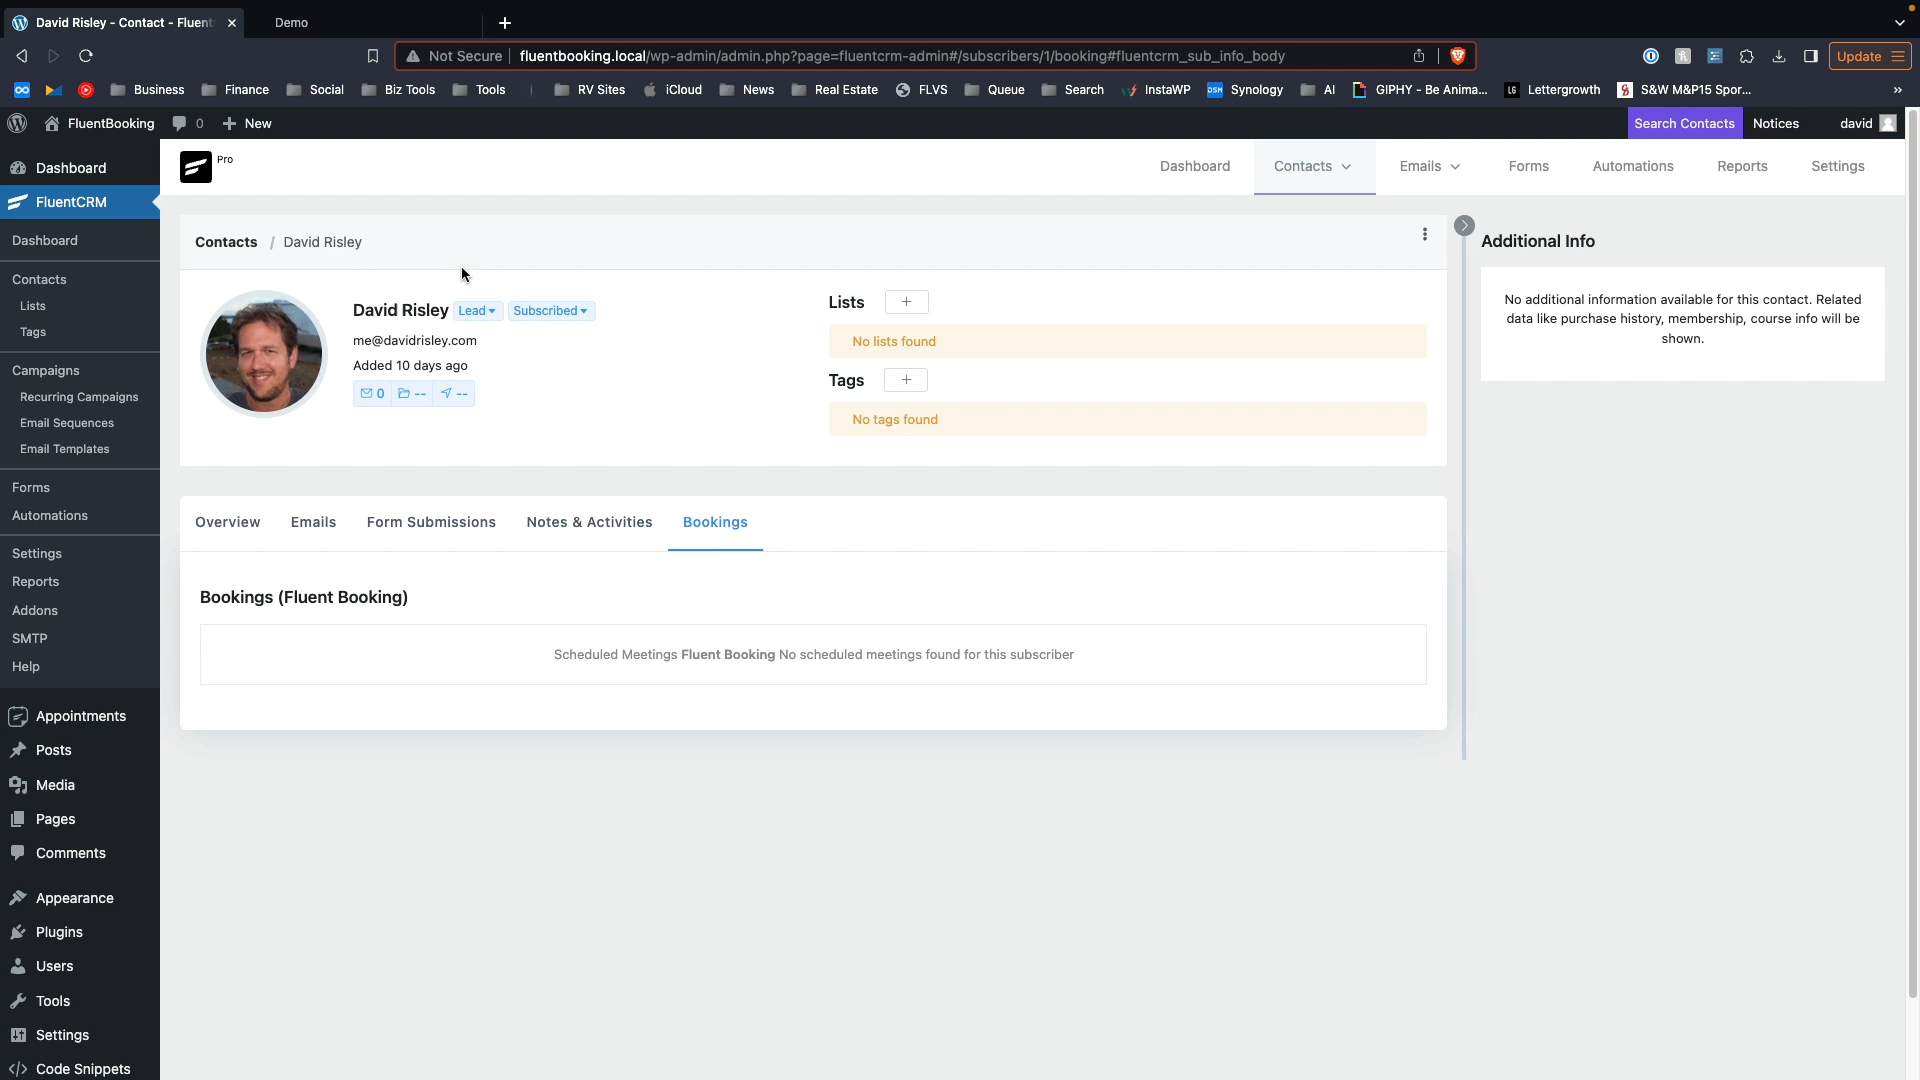 David Risley - Contact - Fluent
Demo
Not Secure
fluentbooking.local/wp-admin/admin.php?page=fluentcrm-admin#/subscribers/1/booking#fluentcrm_sub_info_body
Update
Business
Finance
Social
Biz Tools
Tools
RV Sites
iCloud
News
Real Estate
FLVS
Queue
Search
InstaWP
Synology
AI
GIPHY - Be Anima...
Lettergrowth
S&W M&P15 Spor...
»
FluentBooking
0
New
Search Contacts
Notices
david
Dashboard
FluentCRM
Dashboard
Contacts
Lists
Tags
Campaigns
Recurring Campaigns
Email Sequences
Email Templates
Forms
Automations
Settings
Reports
Addons
SMTP
Help
Appointments
Posts
Media
Pages
Comments
Appearance
Plugins
Users
Tools
Settings
Code Snippets
Pro
Dashboard
Contacts
Emails
Forms
Automations
Reports
Settings
Contacts / David Risley
David Risley
Lead
Subscribed
me@davidrisley.com
Added 10 days ago
0
--
--
Lists
+
No lists found
Tags
+
No tags found
Overview
Emails
Form Submissions
Notes & Activities
Bookings
Bookings (Fluent Booking)
Scheduled Meetings Fluent Booking No scheduled meetings found for this subscriber
Additional Info
No additional information available for this contact. Related
data like purchase history, membership, course info will be
shown.